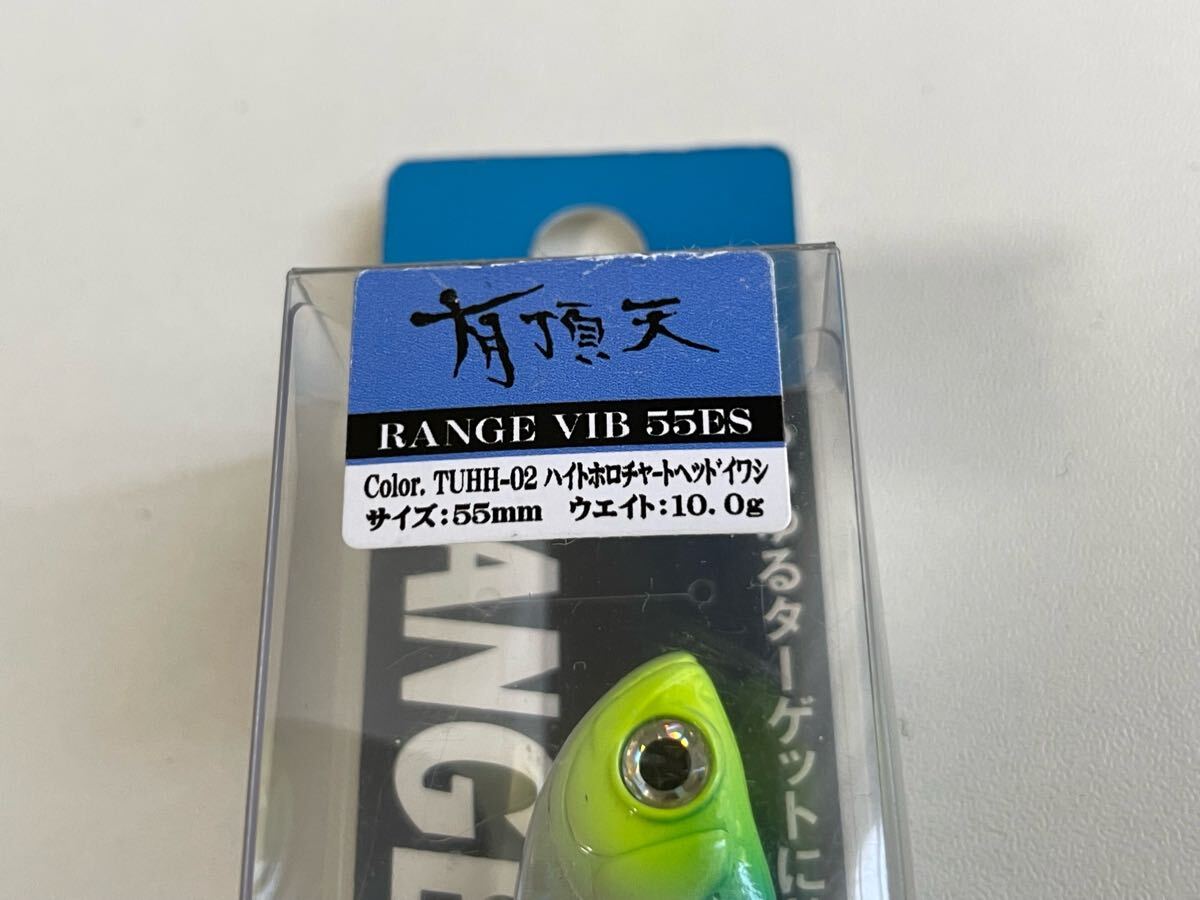 有頂天
RANGE VIB 55ES
Color. TUHH-02 ハイトホロチャートヘッドイワシ
サイズ:55mm ウエイト:10.0g
ANGE
るターゲットに